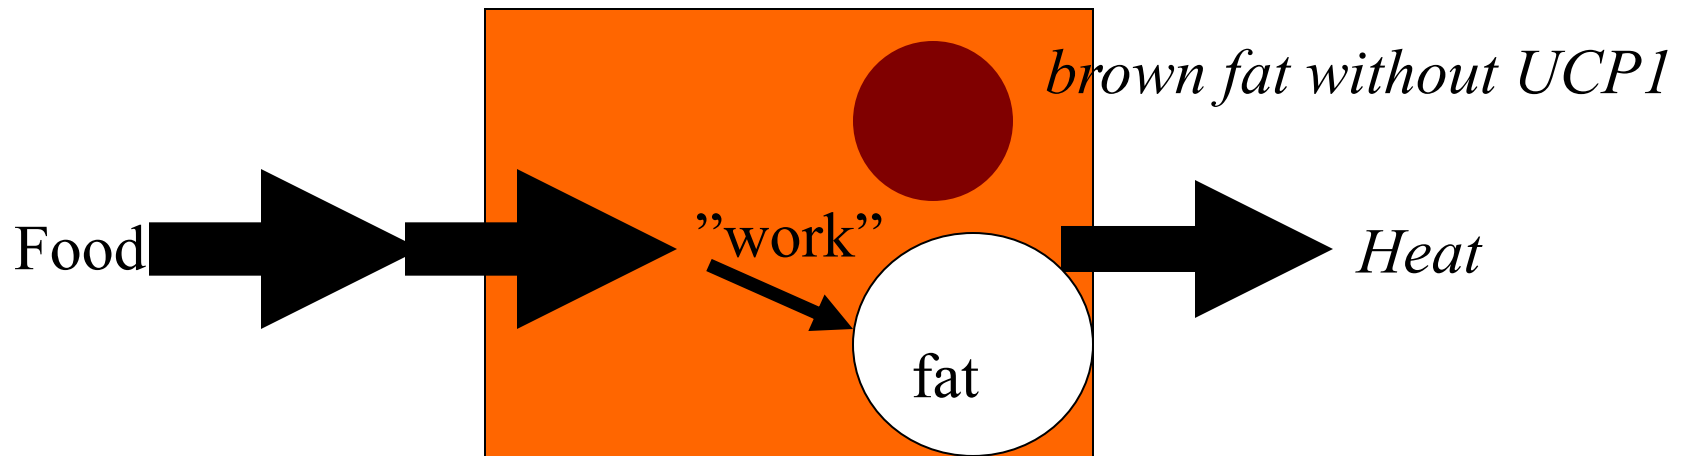 brown fat without UCP1
Food
”work”
Heat
fat